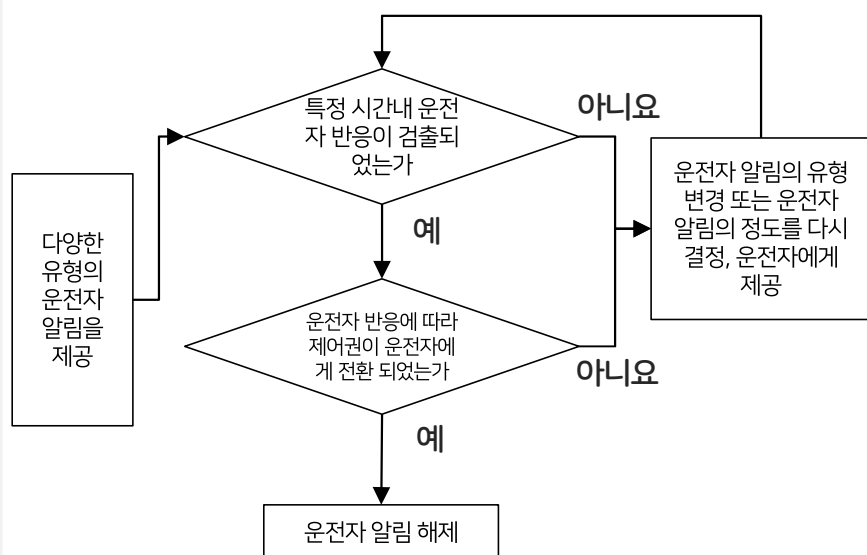 다양한
유형의
운전자
알림을
제공
특정 시간내 운전
자 반응이 검출되
었는가
아니요
예
운전자 반응에 따라
제어권이 운전자에
게 전환 되었는가
아니요
예
운전자 알림의 유형
변경 또는 운전자
알림의 정도를 다시
결정, 운전자에게
제공
운전자 알림 해제